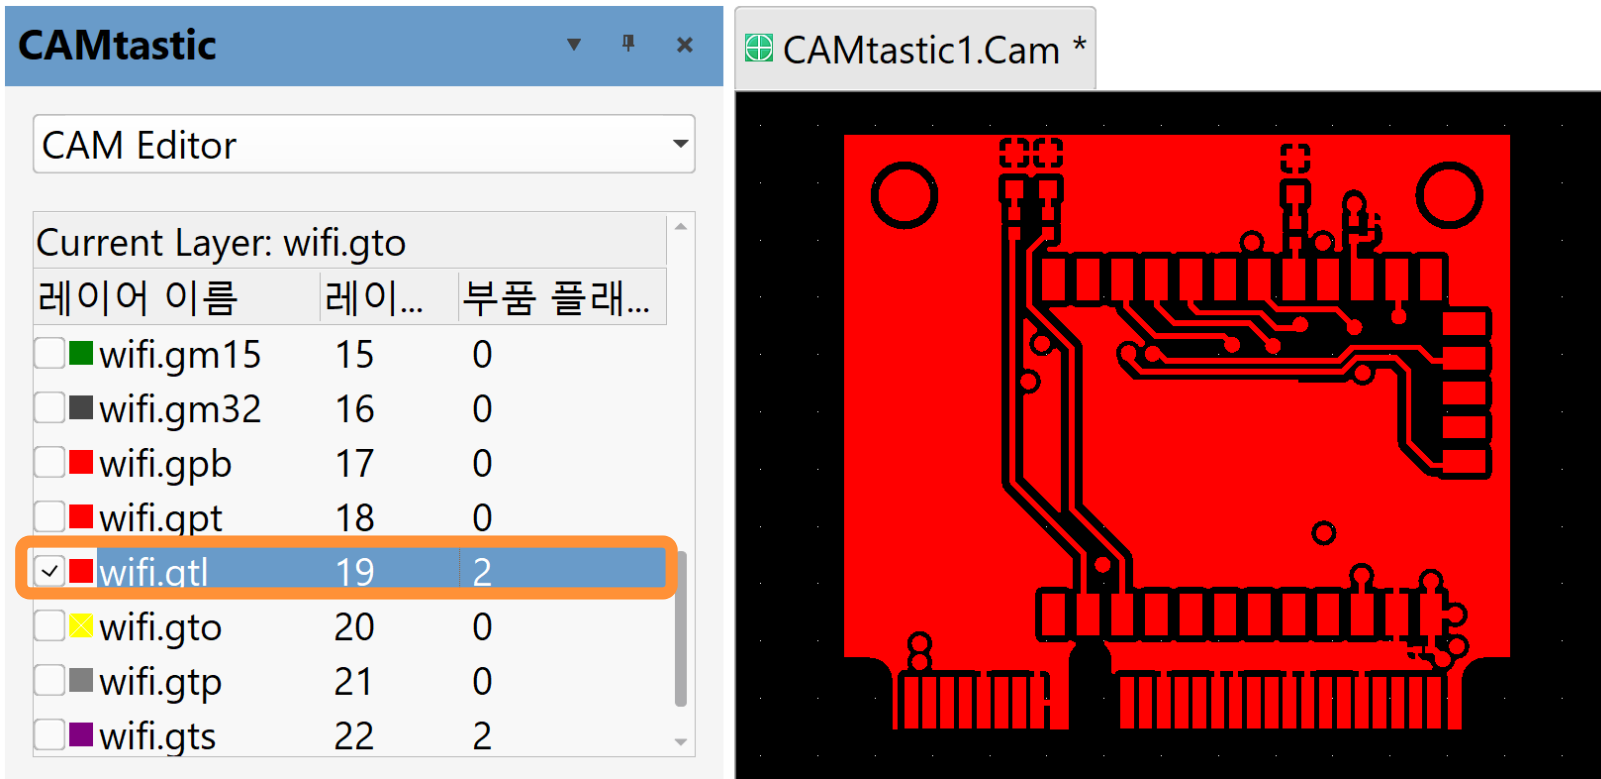 CAMtastic
CAMtastic1.Cam *
CAM Editor
Current Layer: wifi.gto
레이어 이름 레이... 부품 플래...
wifi.gm15 15 0
wifi.gm32 16 0
wifi.gpb 17 0
wifi.gpt 18 0
wifi.gtl 19 2
wifi.gto 20 0
wifi.gtp 21 0
wifi.gts 22 2